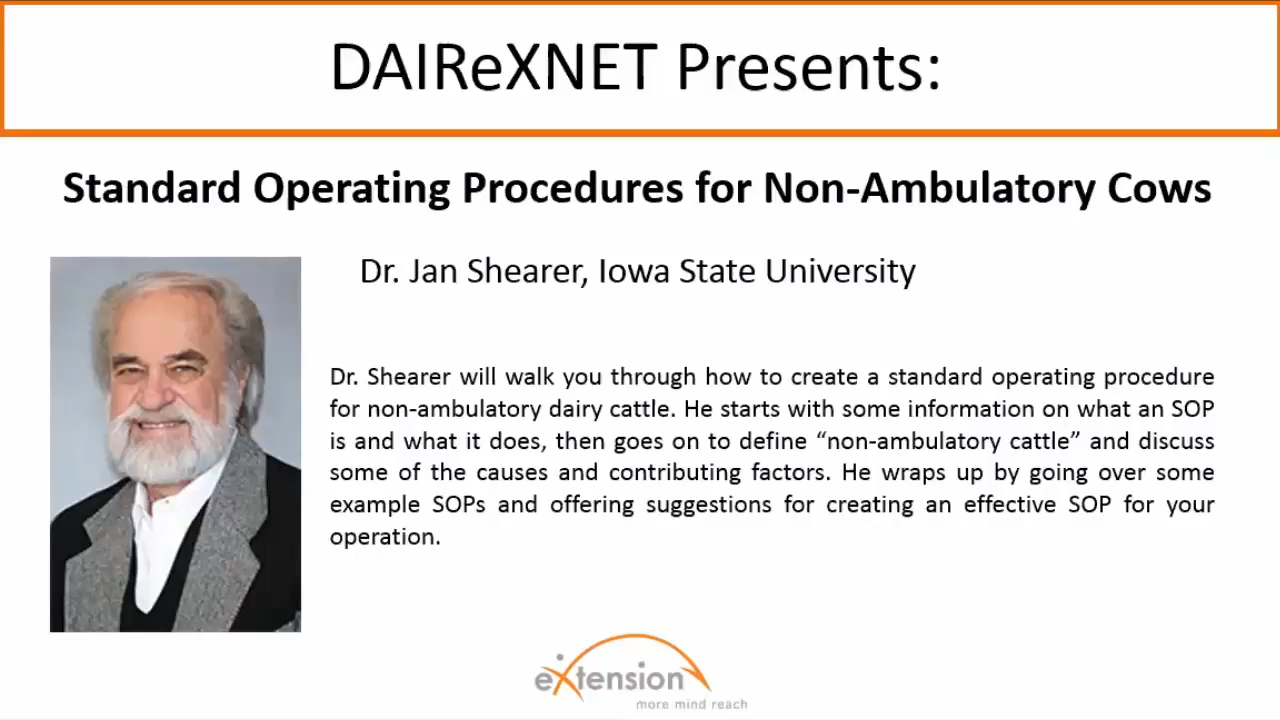 DAIReXNET Presents:
Standard Operating Procedures for Non-Ambulatory Cows
Dr. Jan Shearer, Iowa State University
Dr. Shearer will walk you through how to create a standard operating procedure
for non-ambulatory dairy cattle. He starts with some information on what an SOP
is and what it does, then goes on to define “non-ambulatory cattle” and discuss
some of the causes and contributing factors. He wraps up by going over some
example SOPs and offering suggestions for creating an effective SOP for your
operation.
eXtension
more mind reach